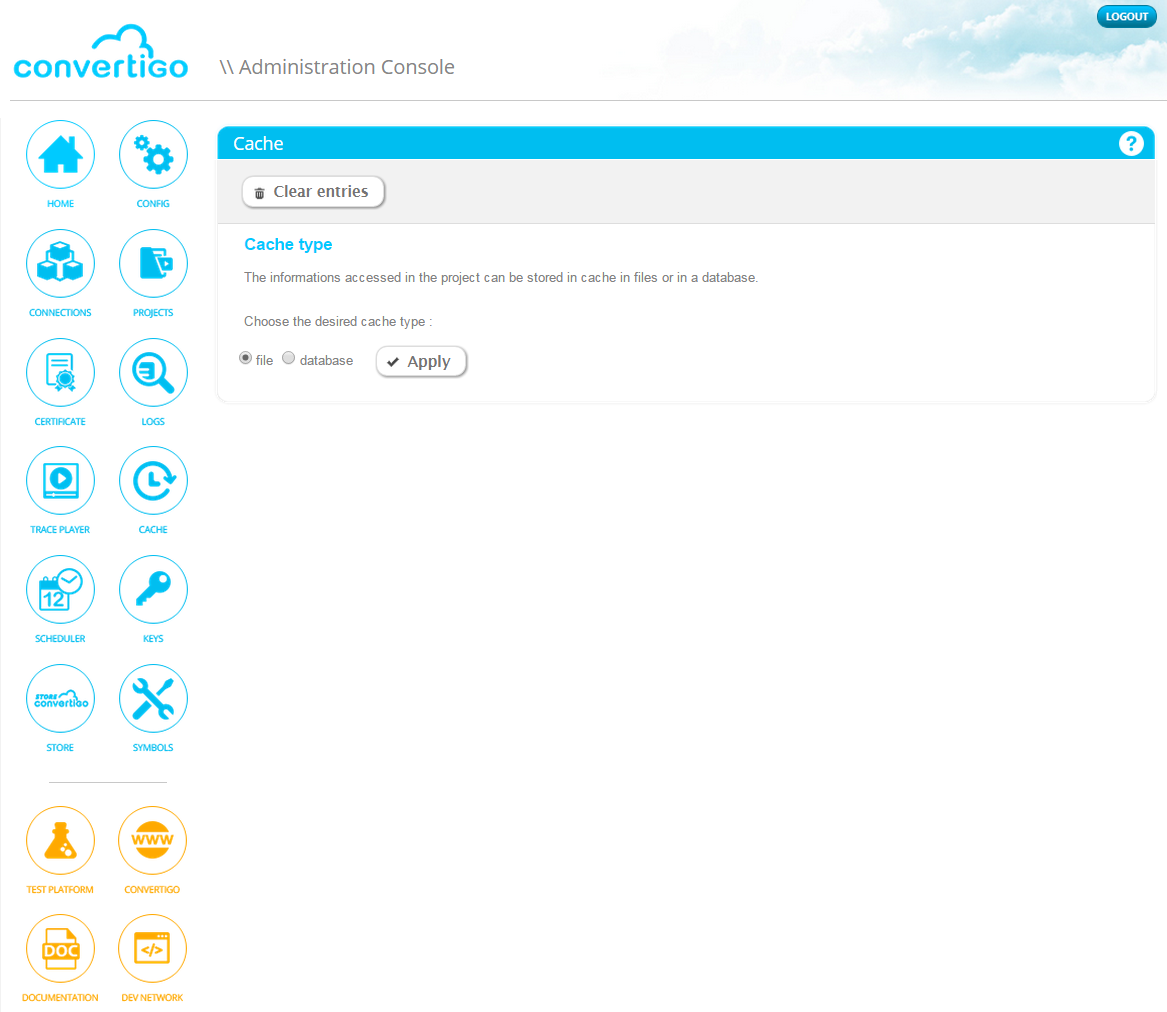 LOGOUT
convertigo
\\ Administration Console
Cache
?
Clear entries
Cache type
The informations accessed in the project can be stored in cache in files or in a database.
Choose the desired cache type :
file database Apply
HOME CONFIG
CONNECTIONS PROJECTS
CERTIFICATE LOGS
TRACE PLAYER CACHE
12
SCHEDULER KEYS
STORE
convertigo
STORE SYMBOLS
WWW
TEST PLATFORM CONVERTIGO
DOC </>
DOCUMENTATION DEV NETWORK